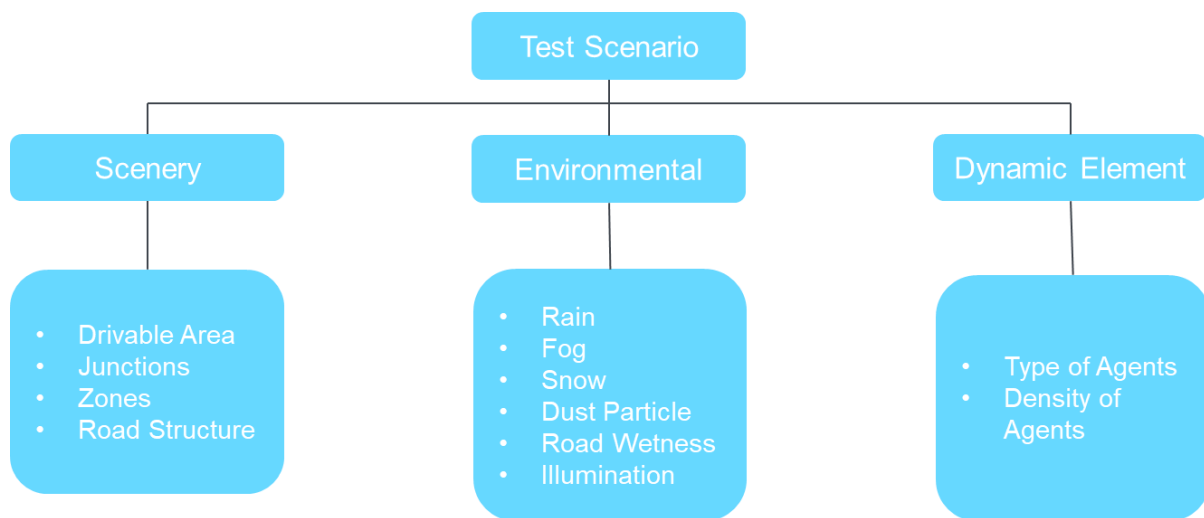 Test Scenario
Scenery
Environmental
Dynamic Element
• Drivable Area
• Junctions
• Zones
• Road Structure
• Rain
• Fog
• Snow
• Dust Particle
• Road Wetness
• Illumination
• Type of Agents
• Density of
Agents